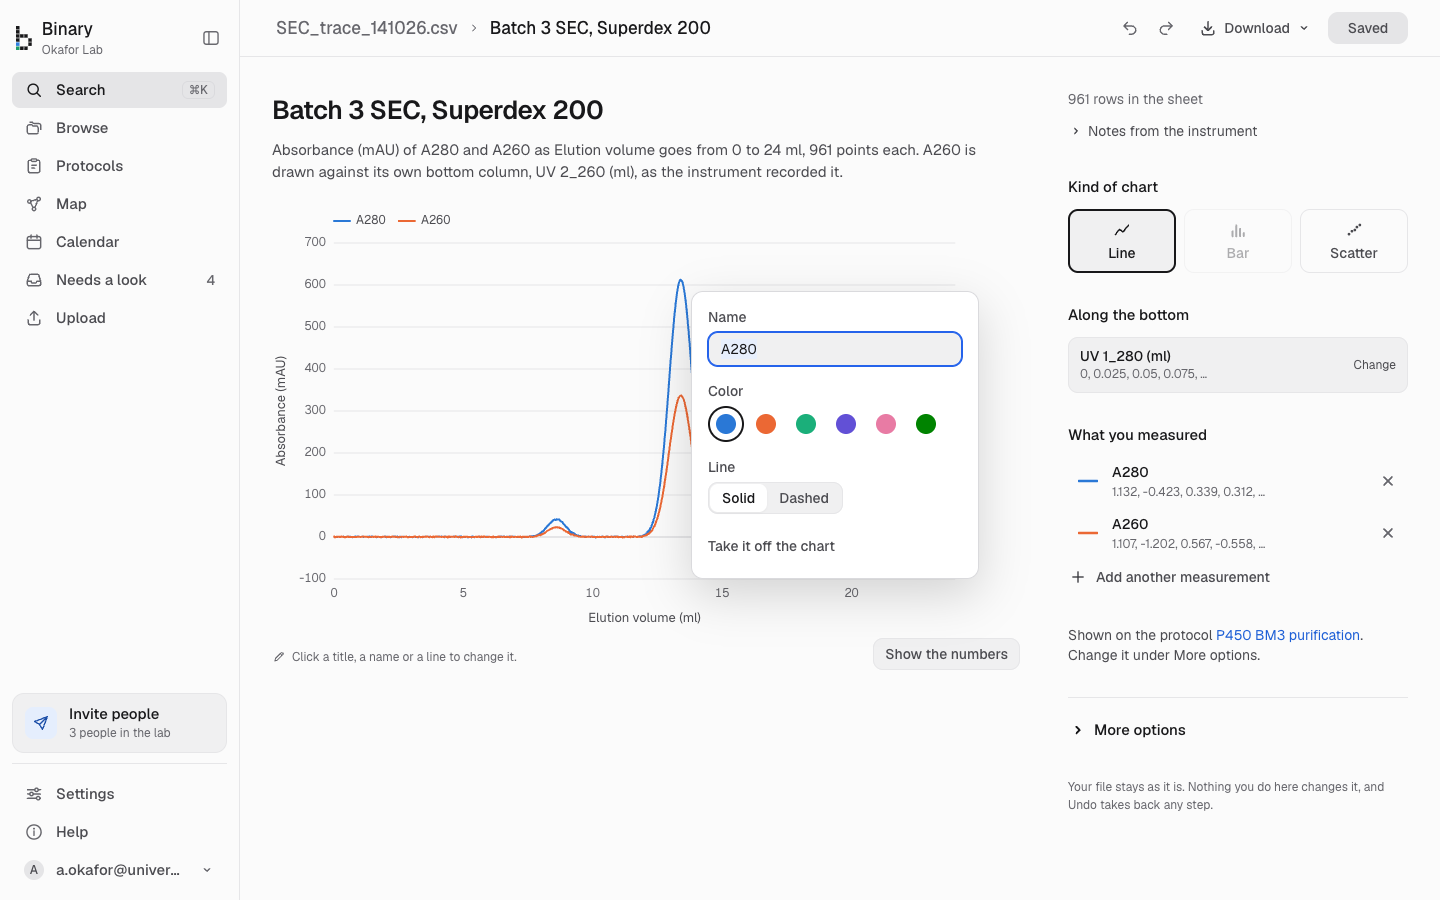 Binary
Okafor Lab
Search ⌘K
Browse
Protocols
Map
Calendar
Needs a look 4
Upload
Invite people
3 people in the lab
Settings
Help
A a.okafor@univer...
SEC_trace_141026.csv › Batch 3 SEC, Superdex 200
Download
Saved
Batch 3 SEC, Superdex 200
Absorbance (mAU) of A280 and A260 as Elution volume goes from 0 to 24 ml, 961 points each. A260 is
drawn against its own bottom column, UV 2_260 (ml), as the instrument recorded it.
A280 A260
700
600
500
400
300
200
100
0
-100
Absorbance (mAU)
0 5 10 15 20
Elution volume (ml)
Name
A280
Color
Line
Solid Dashed
Take it off the chart
Click a title, a name or a line to change it.
Show the numbers
961 rows in the sheet
Notes from the instrument
Kind of chart
Line Bar Scatter
Along the bottom
UV 1_280 (ml)
0, 0.025, 0.05, 0.075, ...
Change
What you measured
A280
1.132, -0.423, 0.339, 0.312, ...
A260
1.107, -1.202, 0.567, -0.558, ...
Add another measurement
Shown on the protocol P450 BM3 purification.
Change it under More options.
More options
Your file stays as it is. Nothing you do here changes it, and
Undo takes back any step.